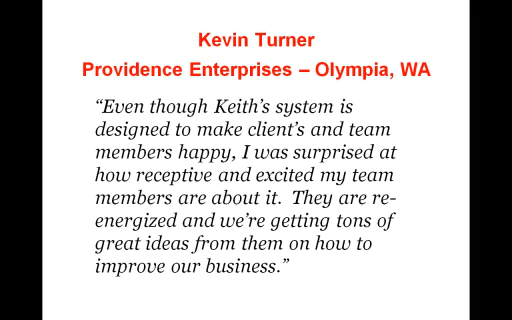 Kevin Turner
Providence Enterprises – Olympia, WA
“Even though Keith’s system is
designed to make client’s and team
members happy, I was surprised at
how receptive and excited my team
members are about it.  They are re-
energized and we’re getting tons of
great ideas from them on how to
improve our business.”